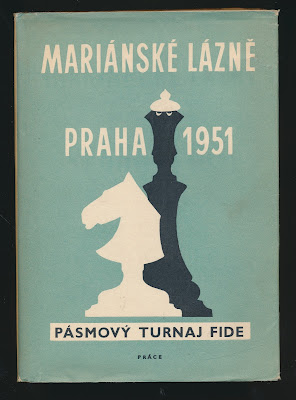 MARIÁNSKÉ LÁZNĚ
PRAHA 1951
PÁSMOVÝ TURNAJ FIDE
PRÁCE